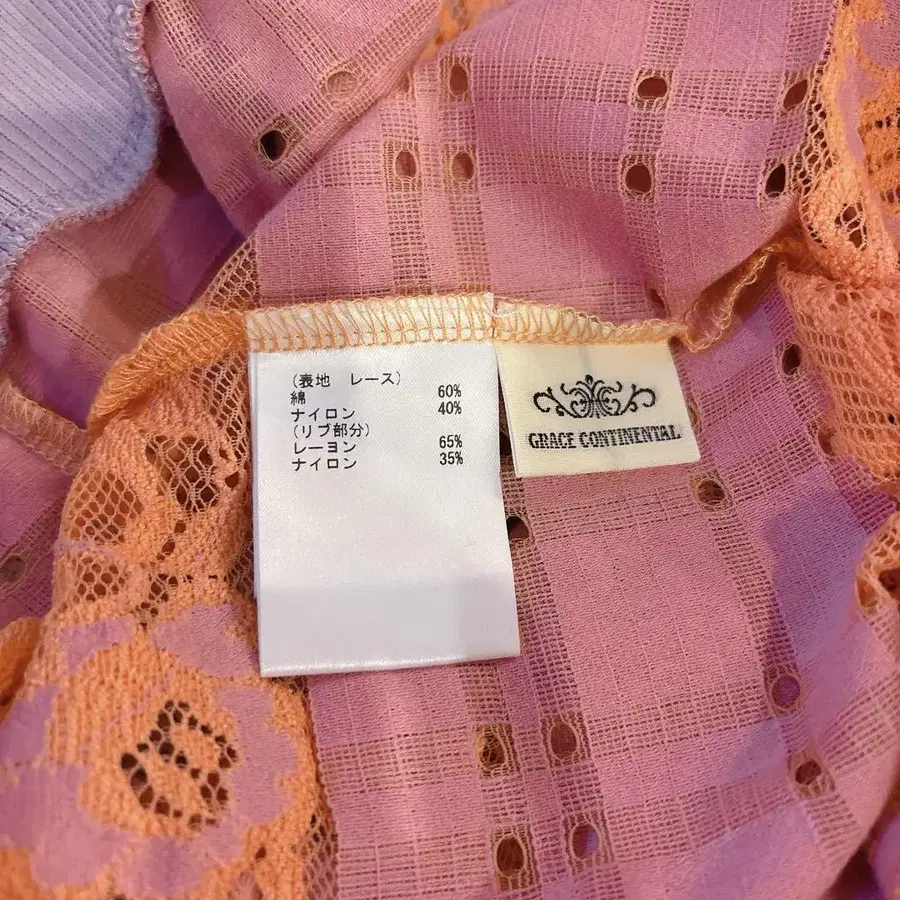 (表地 レース)
綿 60%
ナイロン 40%
(リブ部分)
レーヨン 65%
ナイロン 35%
GRACE CONTINENTAL